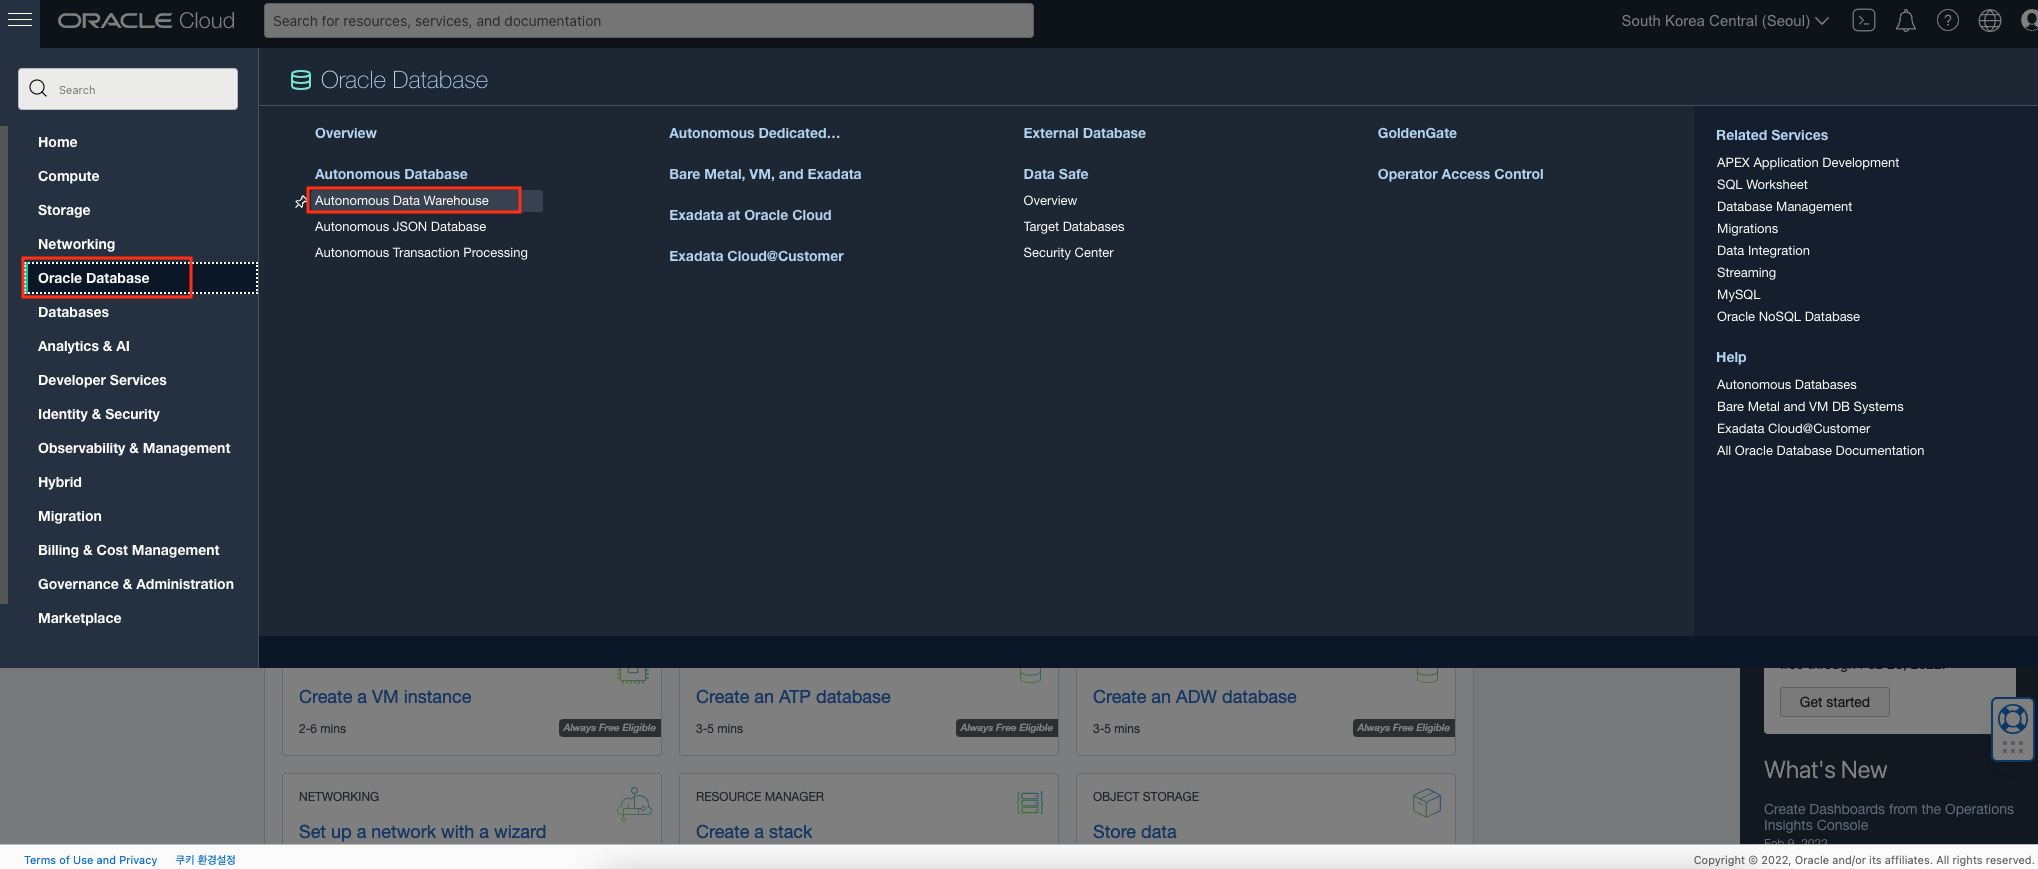 ORACLE Cloud
Search for resources, services, and documentation
South Korea Central (Seoul)
Search
Home
Compute
Storage
Networking
Oracle Database
Databases
Analytics & AI
Developer Services
Identity & Security
Observability & Management
Hybrid
Migration
Billing & Cost Management
Governance & Administration
Marketplace
Oracle Database
Overview
Autonomous Database
Autonomous Data Warehouse
Autonomous JSON Database
Autonomous Transaction Processing
Autonomous Dedicated...
Bare Metal, VM, and Exadata
Exadata at Oracle Cloud
Exadata Cloud@Customer
External Database
Data Safe
Overview
Target Databases
Security Center
GoldenGate
Operator Access Control
Related Services
APEX Application Development
SQL Worksheet
Database Management
Migrations
Data Integration
Streaming
MySQL
Oracle NoSQL Database
Help
Autonomous Databases
Bare Metal and VM DB Systems
Exadata Cloud@Customer
All Oracle Database Documentation
Create a VM instance
2-6 mins
Always Free Eligible
Create an ATP database
3-5 mins
Always Free Eligible
Create an ADW database
3-5 mins
Always Free Eligible
NETWORKING
Set up a network with a wizard
RESOURCE MANAGER
Create a stack
OBJECT STORAGE
Store data
Get started
What's New
Create Dashboards from the Operations
Insights Console
Feb 9, 2022
Terms of Use and Privacy
쿠키 환경설정
Copyright © 2022, Oracle and/or its affiliates. All rights reserved.